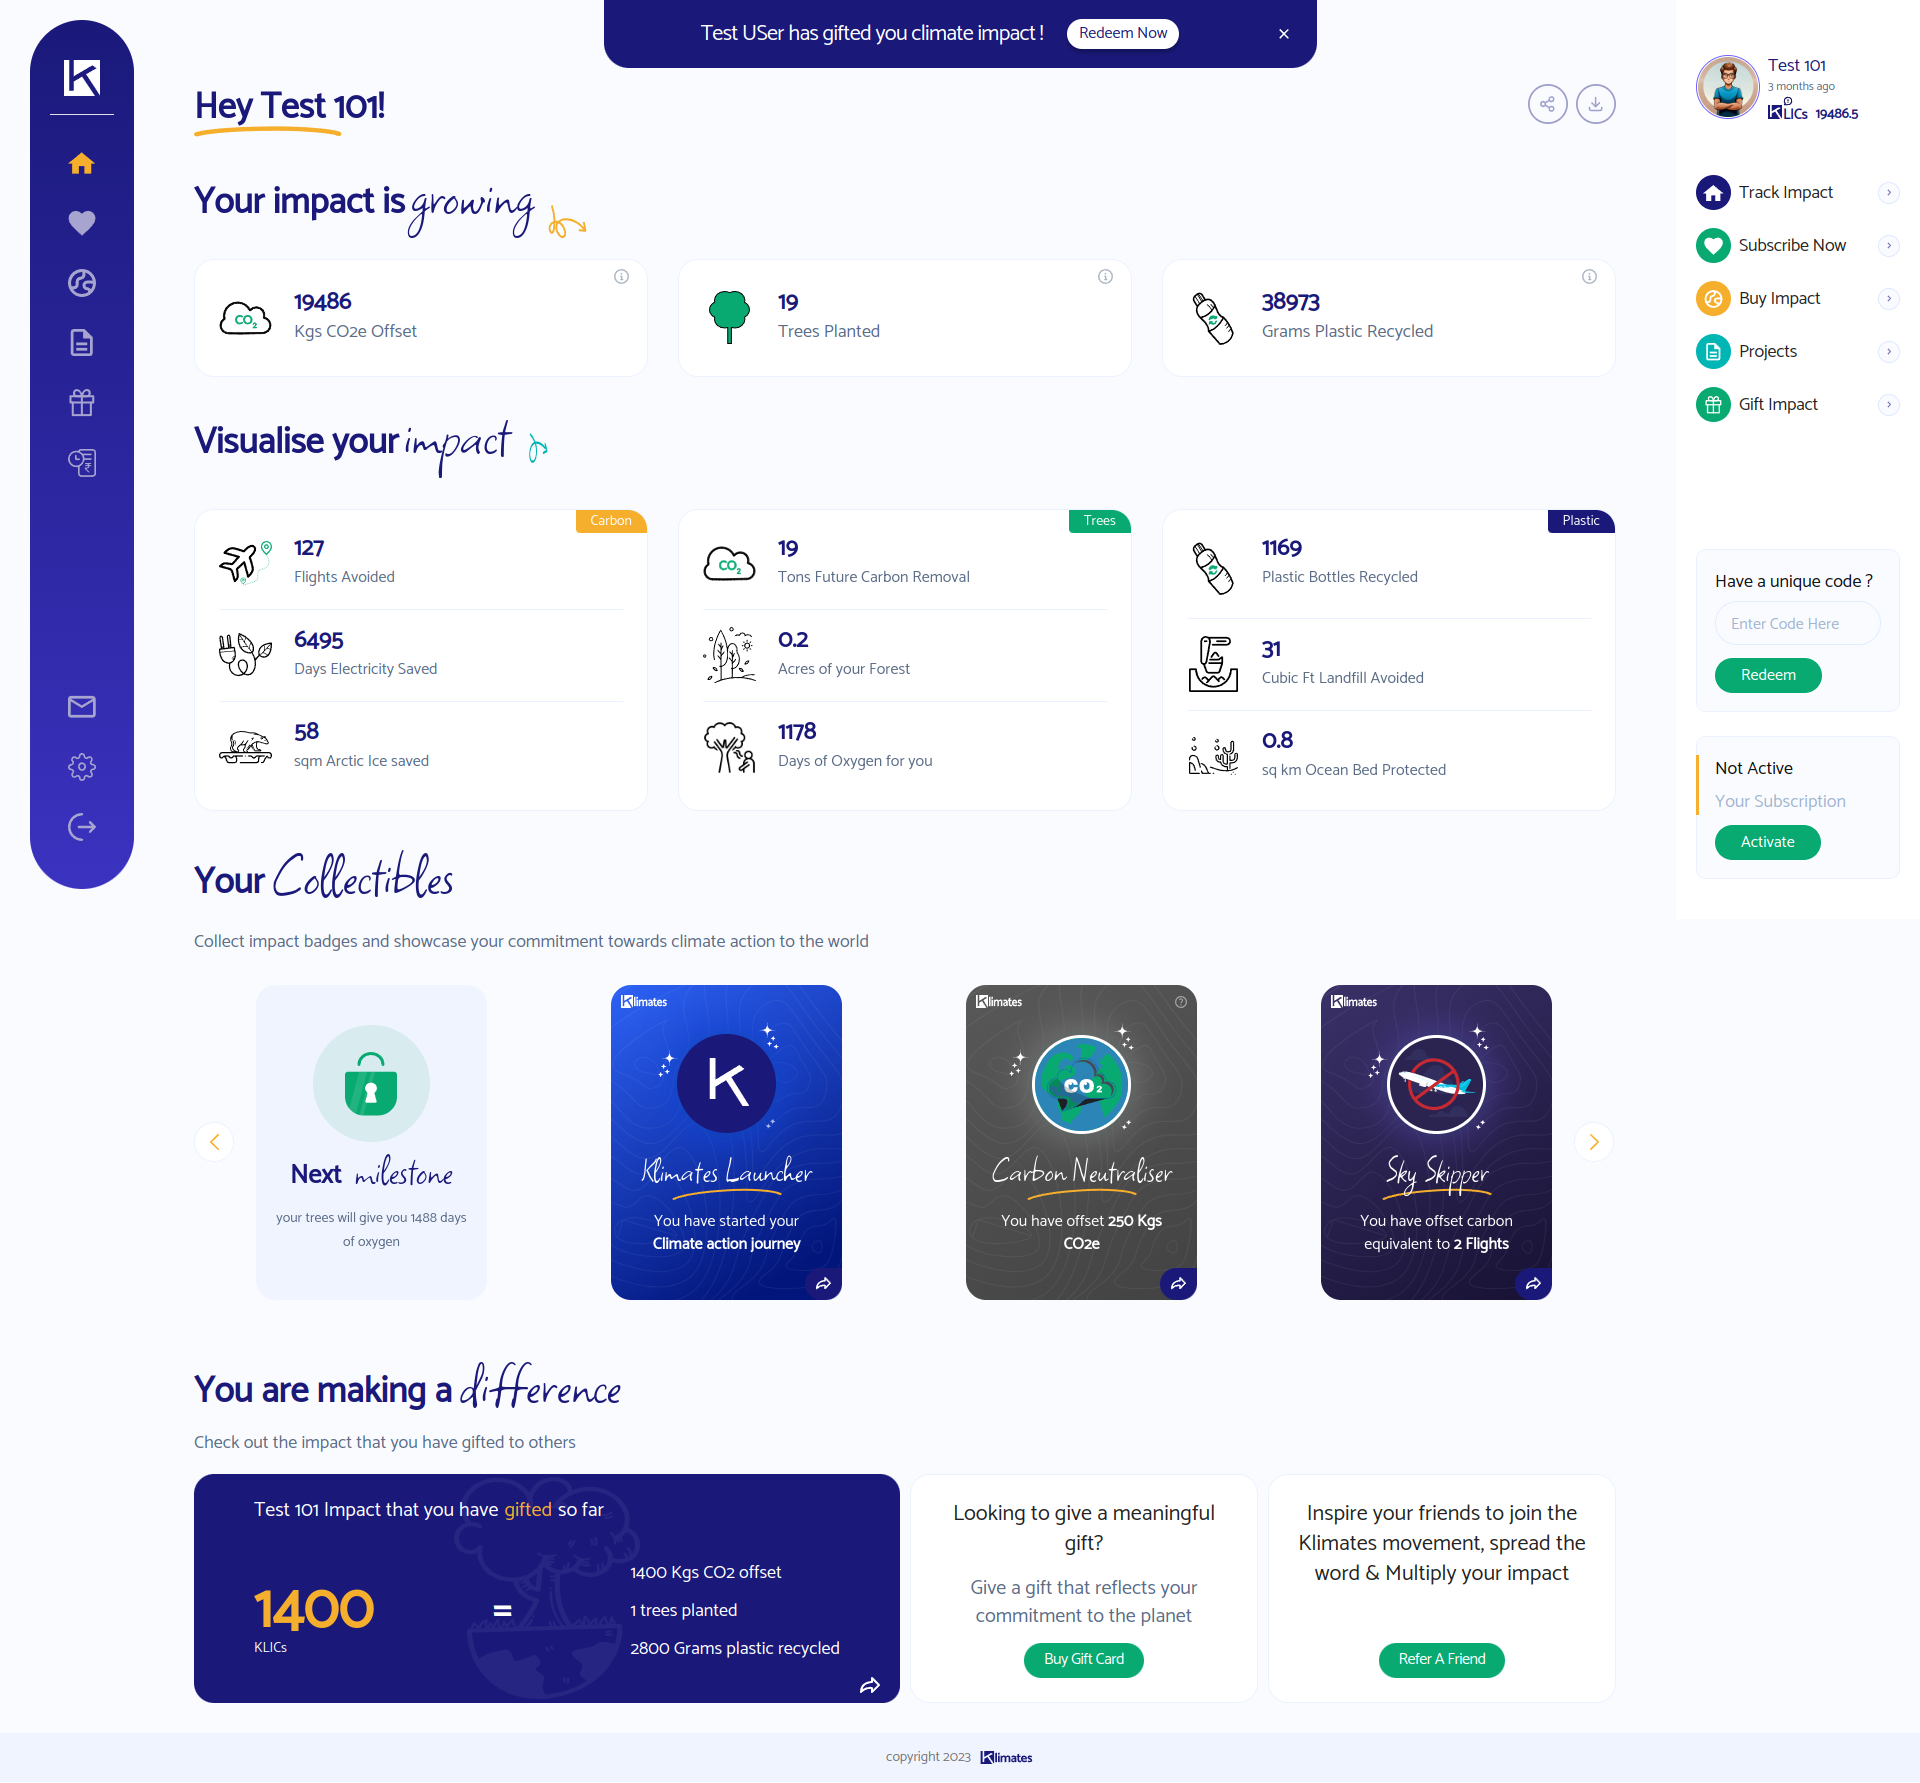 Test USer has gifted you climate impact !
Redeem Now
Hey Test 101!
Test 101
3 months ago
KLICs 19486.5
Your impact is growing
19486
Kgs CO2e Offset
CO2
19
Trees Planted
38973
Grams Plastic Recycled
Track Impact
Subscribe Now
Buy Impact
Projects
Gift Impact
Visualise your impact
Carbon
127
Flights Avoided
6495
Days Electricity Saved
58
sqm Arctic Ice saved
Trees
CO2
19
Tons Future Carbon Removal
0.2
Acres of your Forest
1178
Days of Oxygen for you
Plastic
1169
Plastic Bottles Recycled
31
Cubic Ft Landfill Avoided
0.8
sq km Ocean Bed Protected
Have a unique code ?
Enter Code Here
Redeem
Not Active
Your Subscription
Activate
Your Collectibles
Collect impact badges and showcase your commitment towards climate action to the world
Next milestone
your trees will give you 1488 days
of oxygen
Klimates
K
Klimates Launcher
You have started your
Climate action journey
Klimates
CO2
Carbon Neutraliser
You have offset 250 Kgs
CO2e
Klimates
Sky Skipper
You have offset carbon
equivalent to 2 Flights
You are making a difference
Check out the impact that you have gifted to others
Test 101 Impact that you have gifted so far
1400
KLICs
=
1400 Kgs CO2 offset
1 trees planted
2800 Grams plastic recycled
Looking to give a meaningful
gift?
Give a gift that reflects your
commitment to the planet
Buy Gift Card
Inspire your friends to join the
Klimates movement, spread the
word & Multiply your impact
Refer A Friend
copyright 2023 Klimates